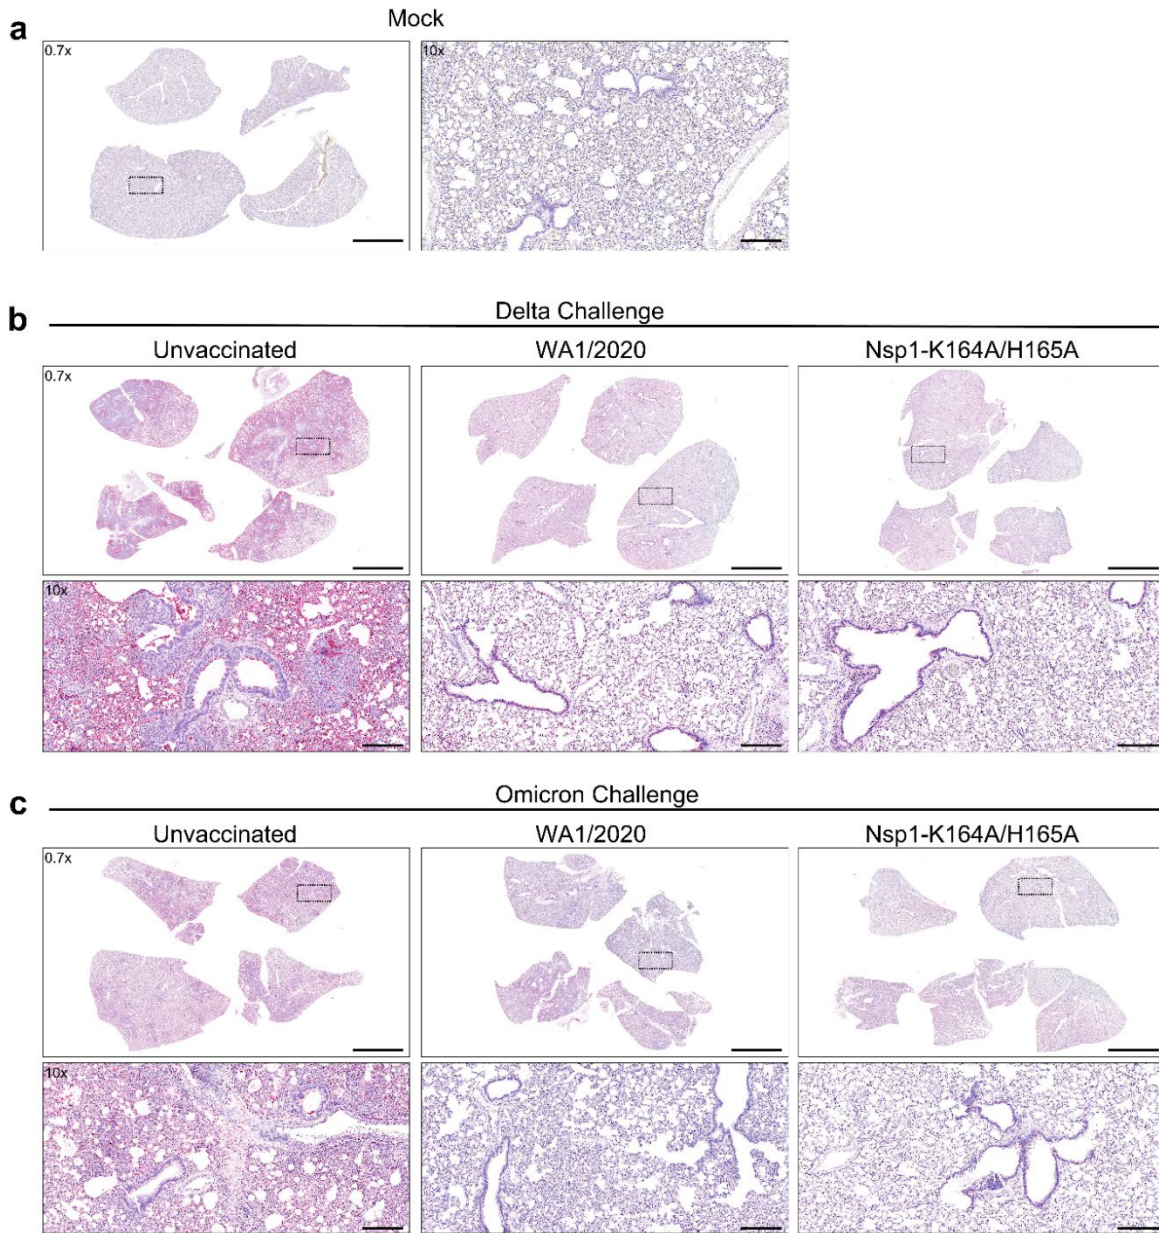 a
Mock
0.7x
10x
b
Delta Challenge
Unvaccinated
WA1/2020
Nsp1-K164A/H165A
0.7x
10x
c
Omicron Challenge
Unvaccinated
WA1/2020
Nsp1-K164A/H165A
0.7x
10x